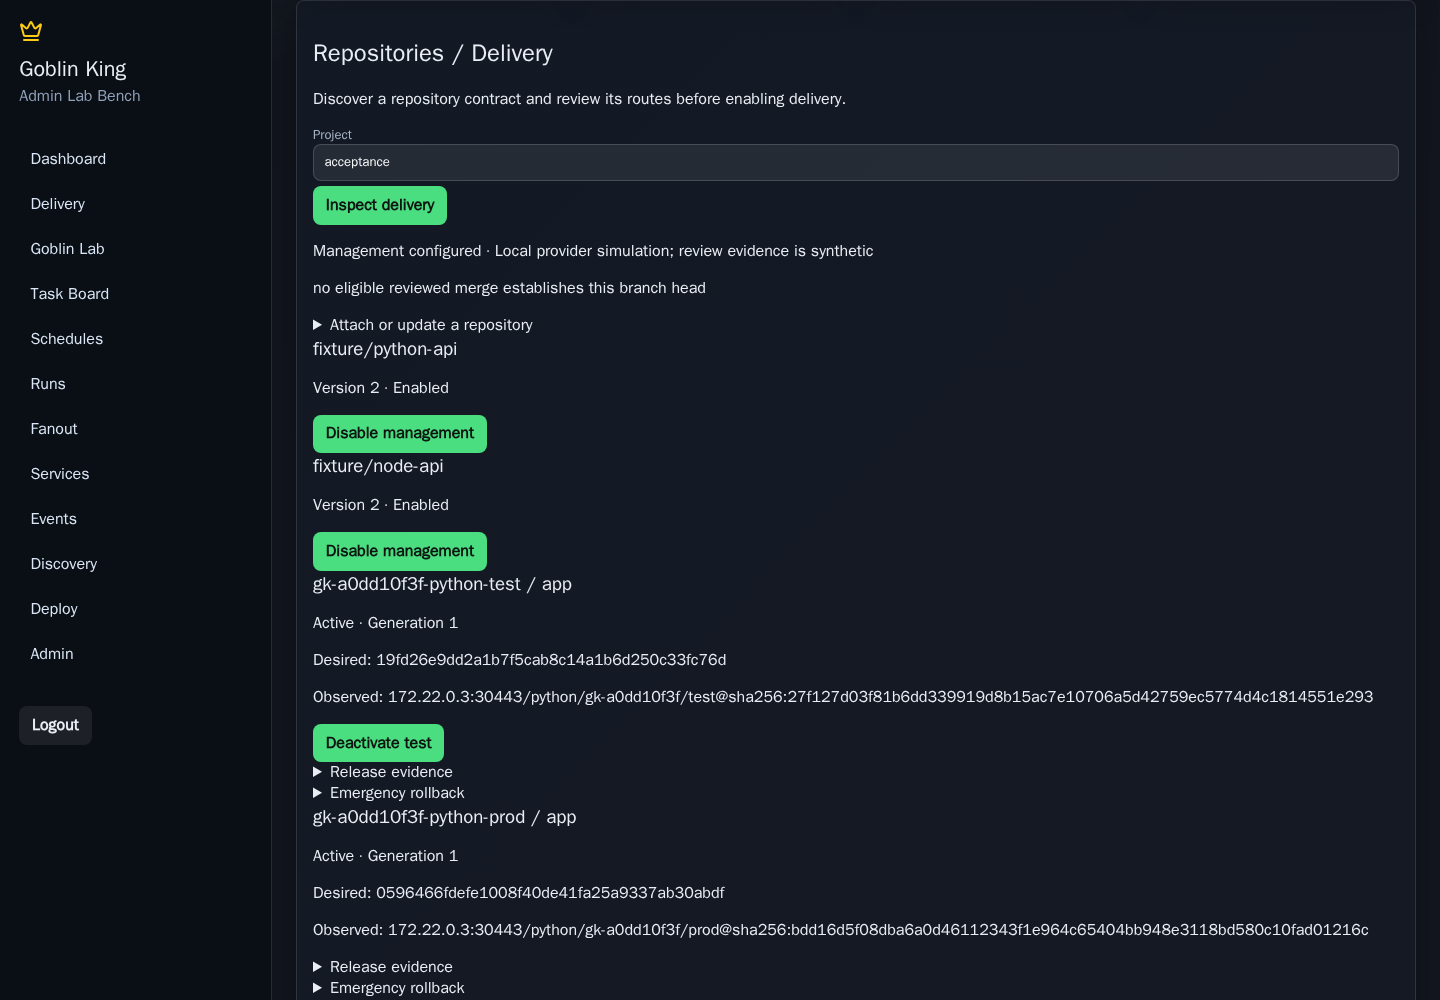 Goblin King
Admin Lab Bench
Dashboard
Delivery
Goblin Lab
Task Board
Schedules
Runs
Fanout
Services
Events
Discovery
Deploy
Admin
Logout
Repositories / Delivery
Discover a repository contract and review its routes before enabling delivery.
Project
acceptance
Inspect delivery
Management configured · Local provider simulation; review evidence is synthetic
no eligible reviewed merge establishes this branch head
Attach or update a repository
fixture/python-api
Version 2 · Enabled
Disable management
fixture/node-api
Version 2 · Enabled
Disable management
gk-a0dd10f3f-python-test / app
Active · Generation 1
Desired: 19fd26e9dd2a1b7f5cab8c14a1b6d250c33fc76d
Observed: 172.22.0.3:30443/python/gk-a0dd10f3f/test@sha256:27f127d03f81b6dd339919d8b15ac7e10706a5d42759ec5774d4c1814551e293
Deactivate test
Release evidence
Emergency rollback
gk-a0dd10f3f-python-prod / app
Active · Generation 1
Desired: 0596466fdefe1008f40de41fa25a9337ab30abdf
Observed: 172.22.0.3:30443/python/gk-a0dd10f3f/prod@sha256:bdd16d5f08dba6a0d46112343f1e964c65404bb948e3118bd580c10fad01216c
Release evidence
Emergency rollback